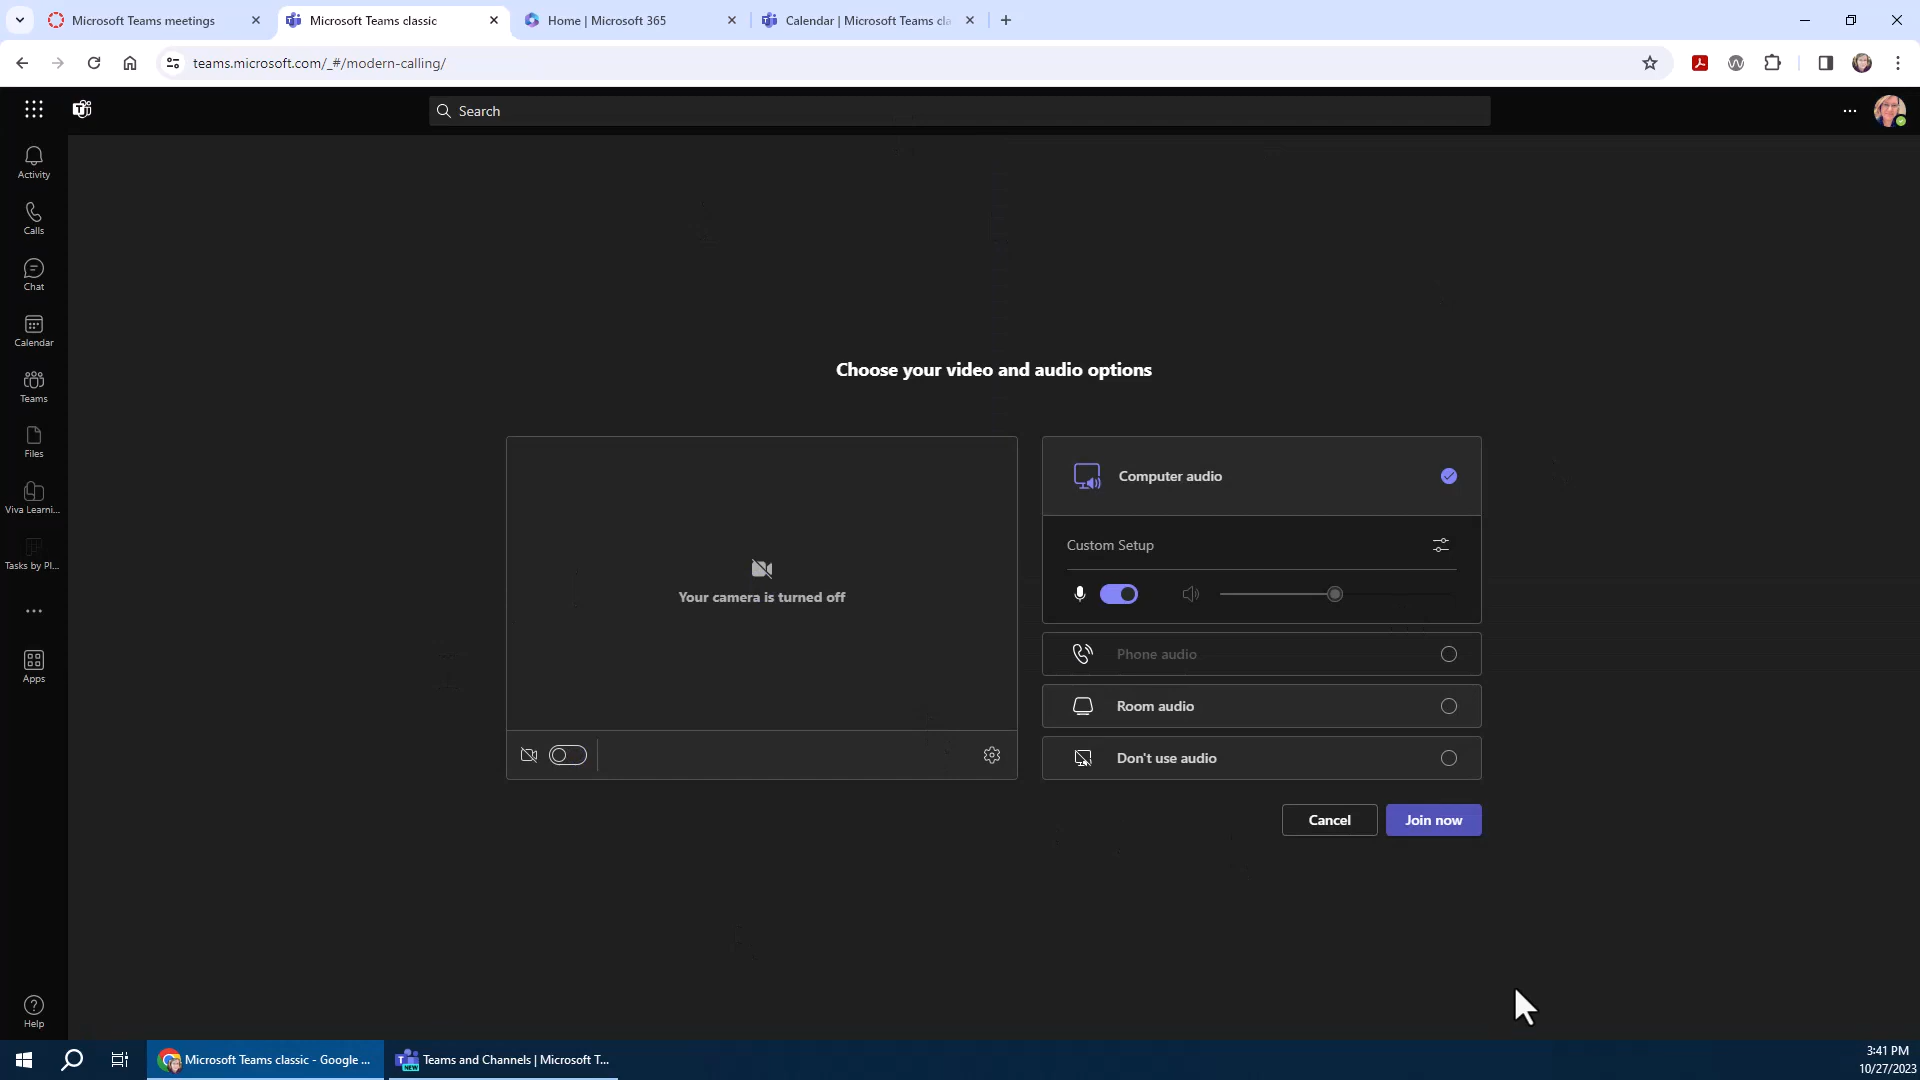 Microsoft Teams meetings
Microsoft Teams classic
Home | Microsoft 365
Calendar | Microsoft Teams cla
teams.microsoft.com/_#/modern-calling/
Search
Activity
Calls
Chat
Calendar
Teams
Files
Viva Learni...
Tasks by Pl...
Apps
Help
Choose your video and audio options
Your camera is turned off
Computer audio
Custom Setup
Phone audio
Room audio
Don't use audio
Cancel
Join now
Microsoft Teams classic - Google ...
NEW
Teams and Channels | Microsoft T...
3:41 PM
10/27/2023